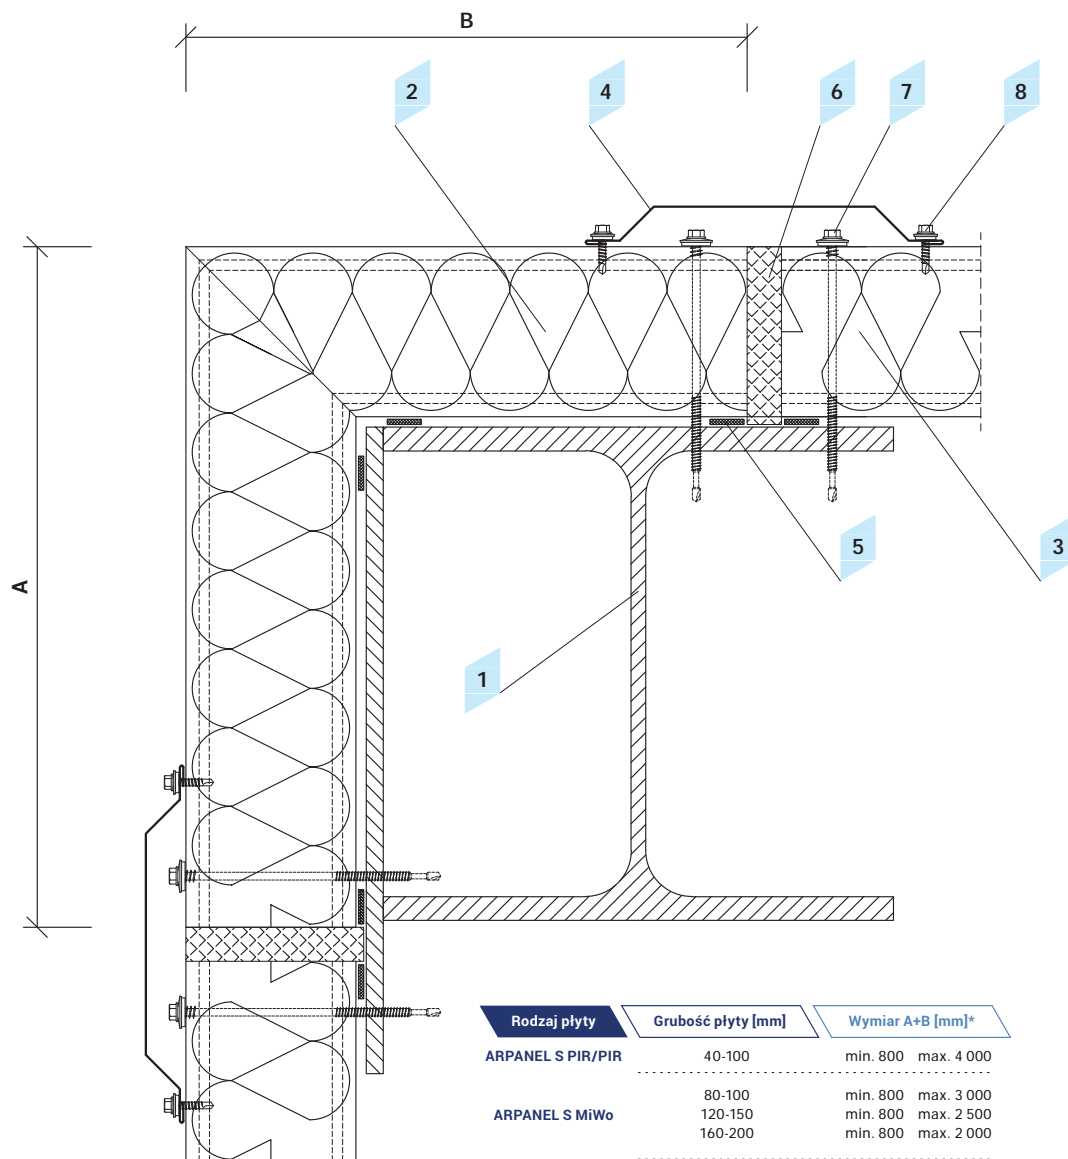 B
2
4
6
7
8
A
5
3
1
Rodzaj płyty Grubość płyty [mm] Wymiar A+B [mm]*
ARPANEL S PIR/PIR 40-100 min. 800 max. 4 000
80-100 min. 800 max. 3 000
ARPANEL S MiWo 120-150 min. 800 max. 2 500
160-200 min. 800 max. 2 000